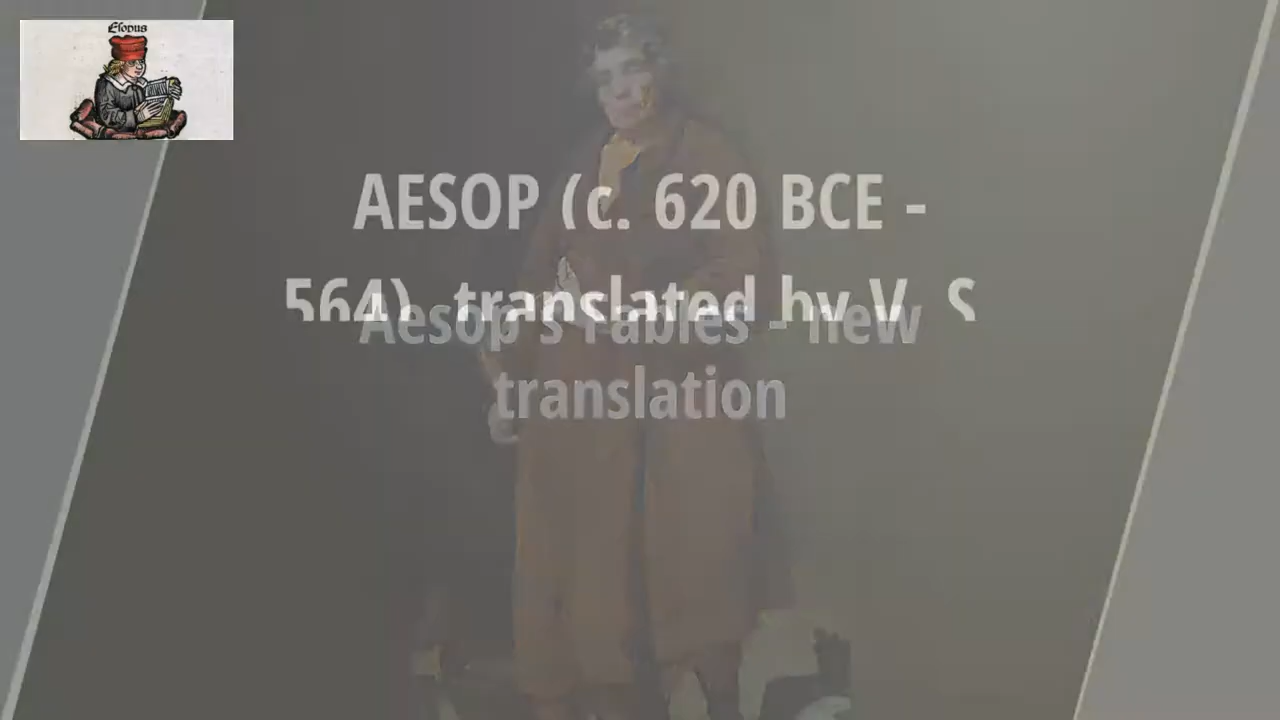 Esopus
AESOP (c. 620 BCE -
564), translated by V. S.
Aesop's Fables - new
translation